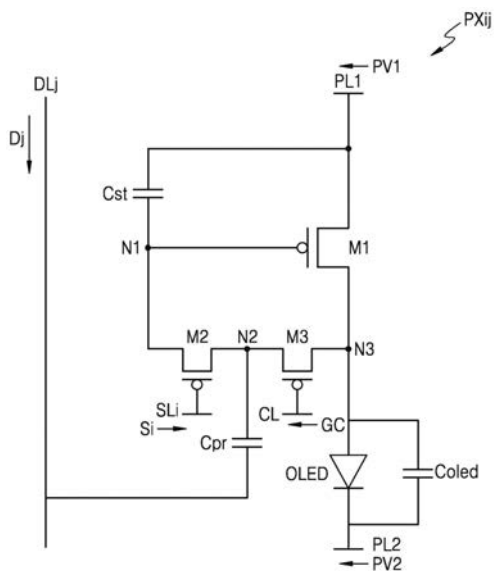 PXij
PV1
PL1
DLj
Dj
Cst
N1
M1
M2
N2
M3
N3
SLi
Si
CL
GC
Cpr
OLED
Coled
PL2
PV2